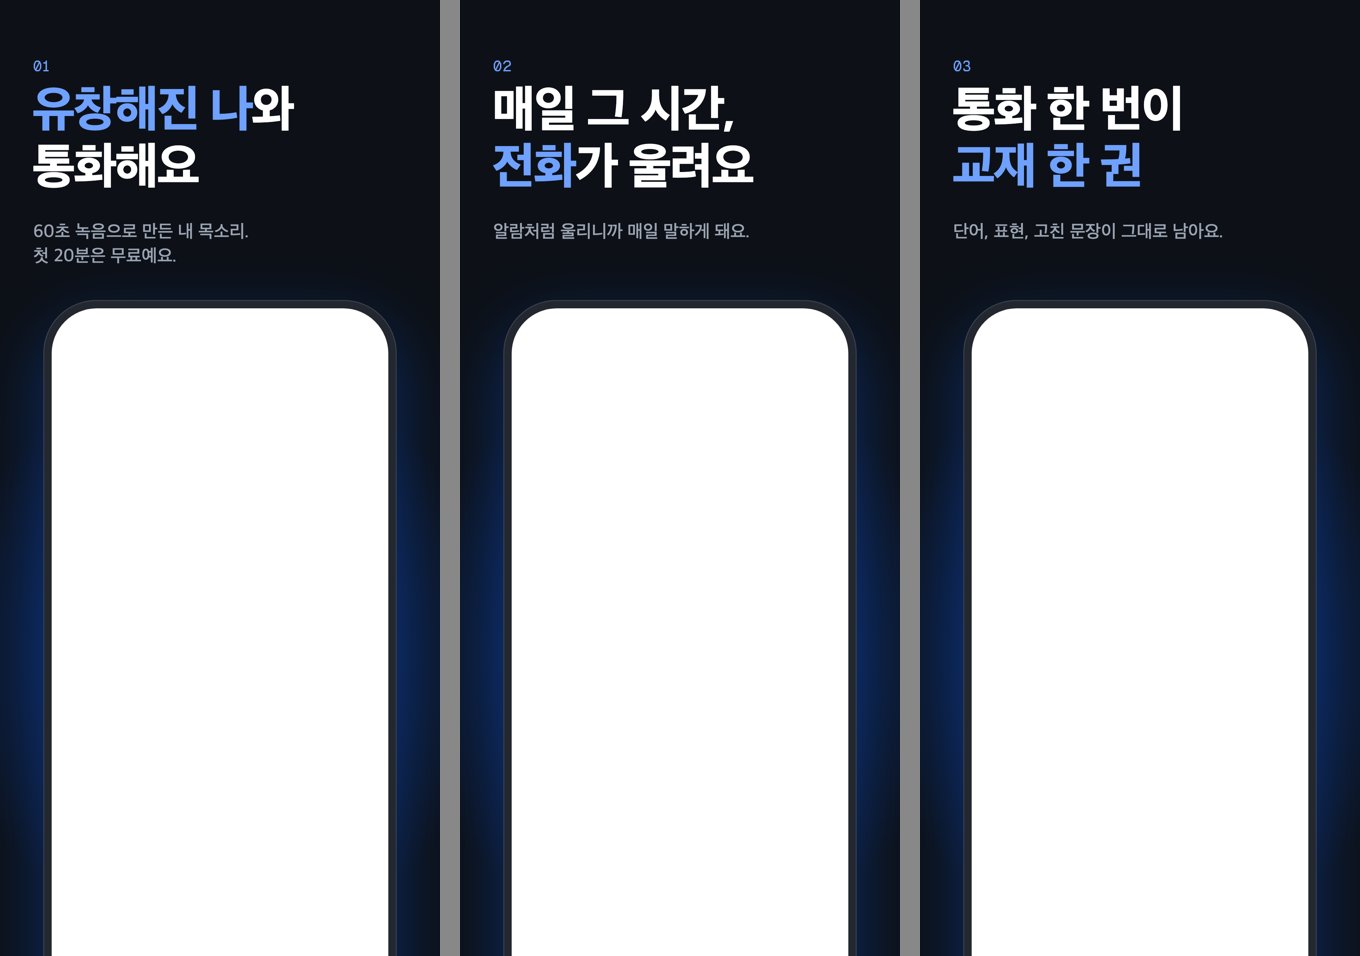 01
유창해진 나와
통화해요
60초 녹음으로 만든 내 목소리.
첫 20분은 무료예요.
02
매일 그 시간,
전화가 울려요
알람처럼 울리니까 매일 말하게 돼요.
03
통화 한 번이
교재 한 권
단어, 표현, 고친 문장이 그대로 남아요.